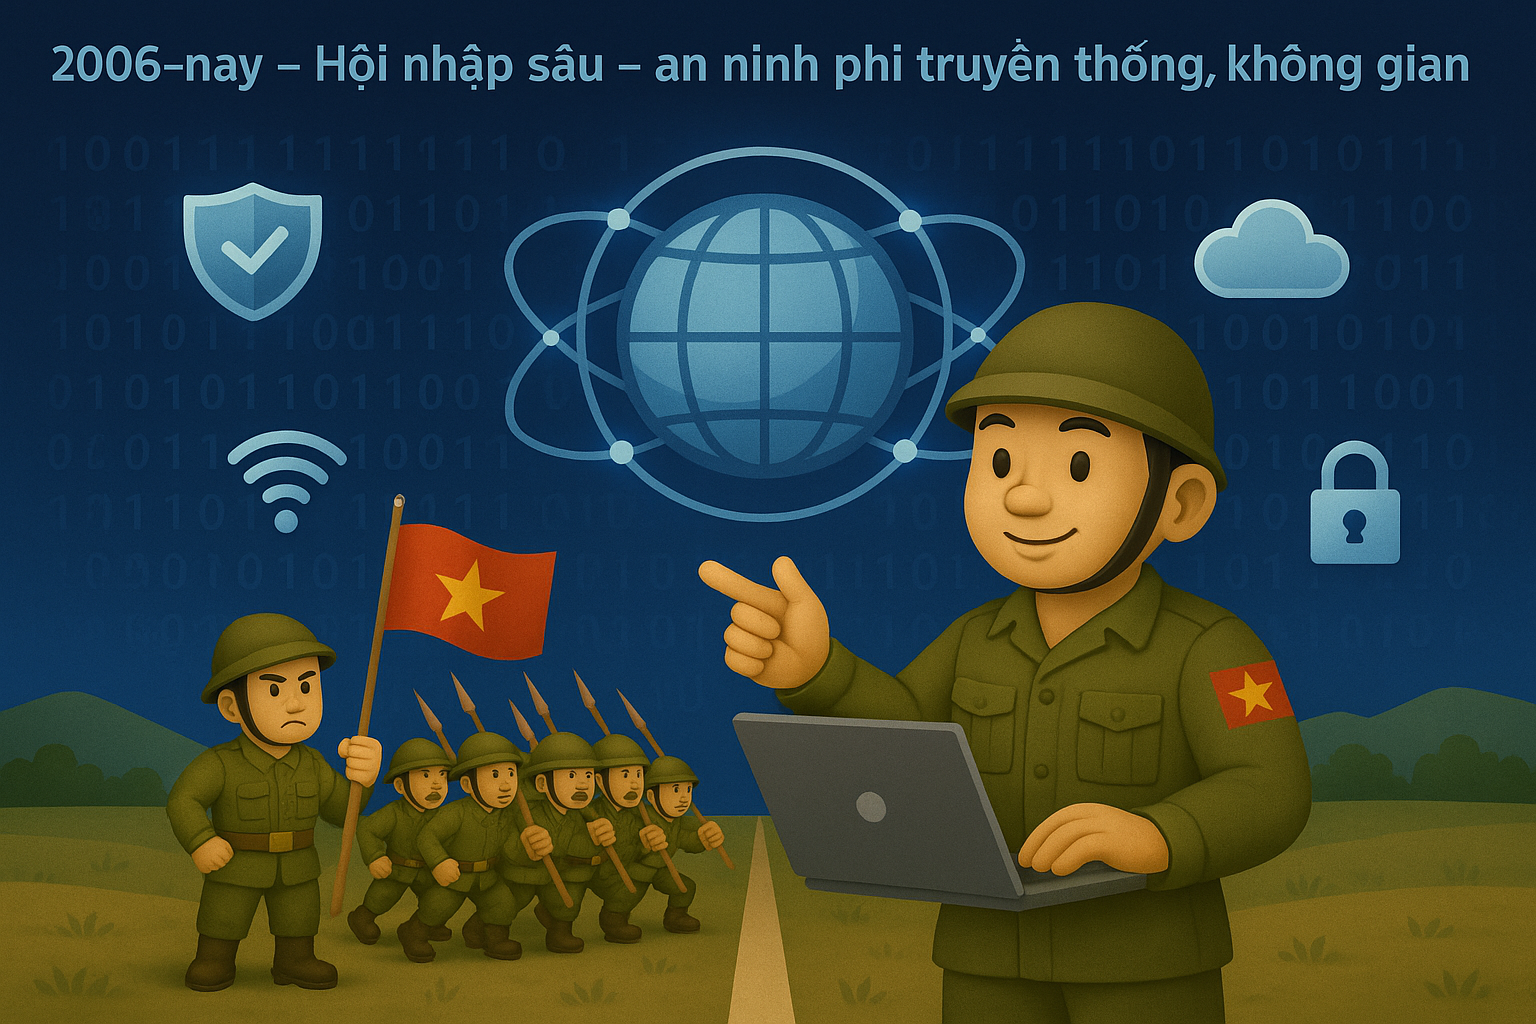 2006–nay – Hội nhập sâu – an ninh phi truyền thống, không gian